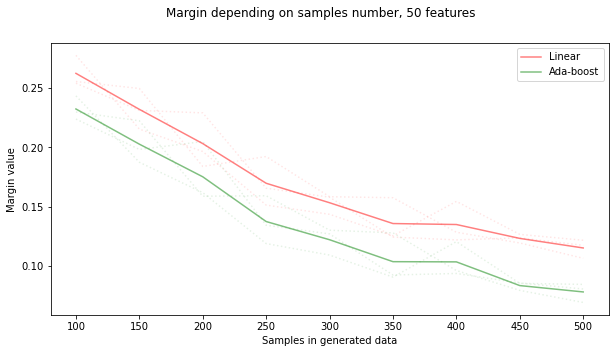 Margin depending on samples number, 50 features
Linear
Ada-boost
0.25
0.20
0.15
0.10
Margin value
100 150 200 250 300 350 400 450 500
Samples in generated data